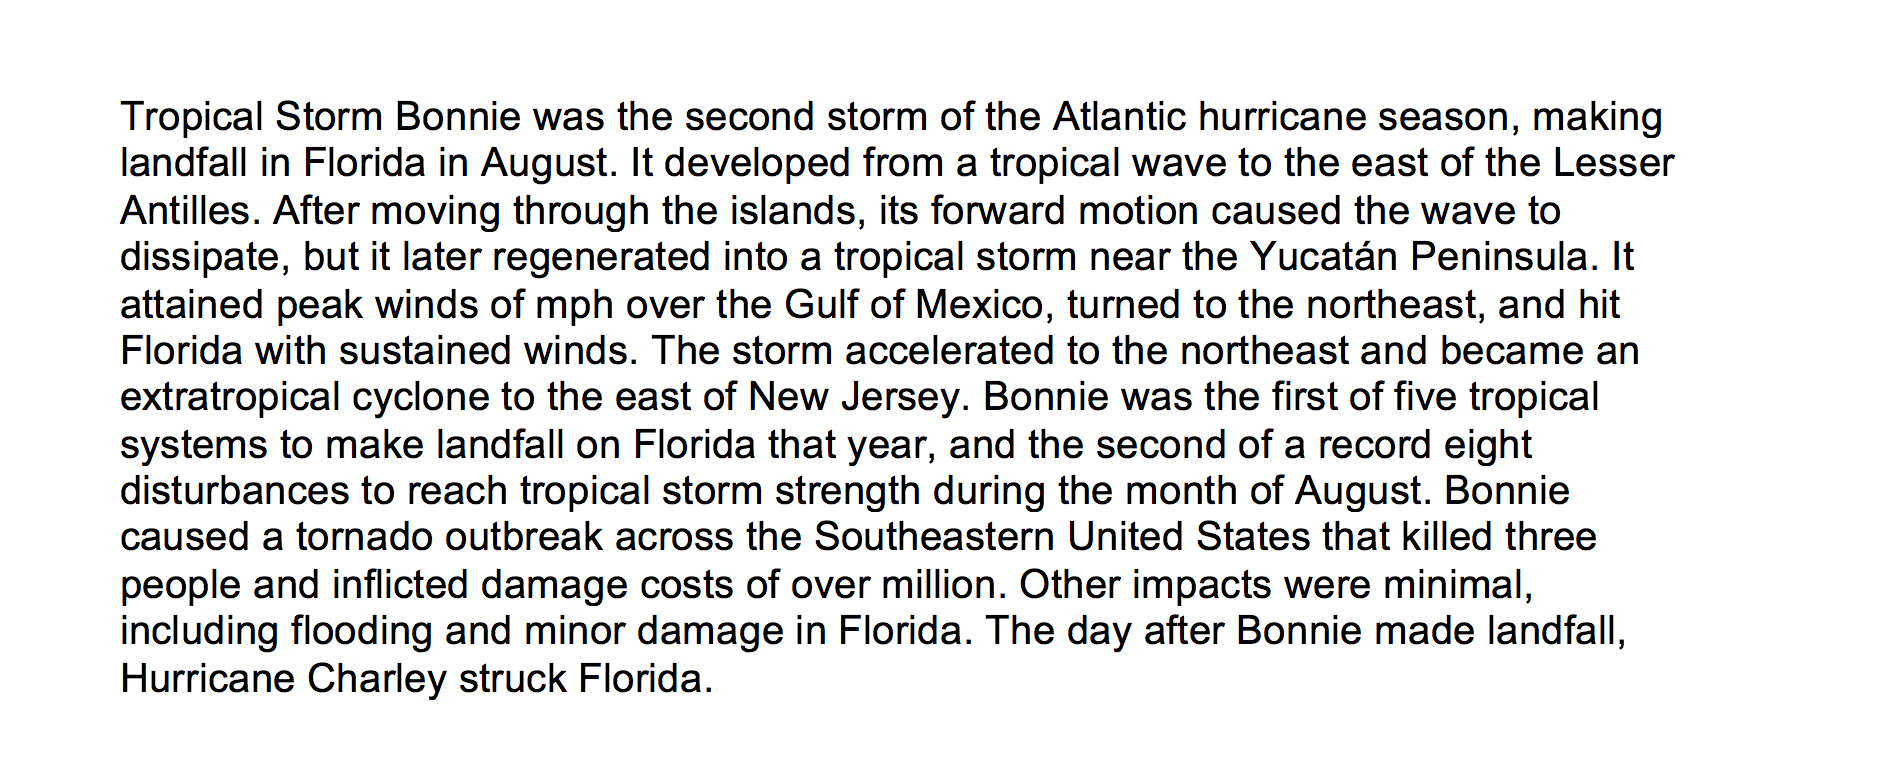 Tropical Storm Bonnie was the second storm of the Atlantic hurricane season, making
landfall in Florida in August. It developed from a tropical wave to the east of the Lesser
Antilles. After moving through the islands, its forward motion caused the wave to
dissipate, but it later regenerated into a tropical storm near the Yucatán Peninsula. It
attained peak winds of mph over the Gulf of Mexico, turned to the northeast, and hit
Florida with sustained winds. The storm accelerated to the northeast and became an
extratropical cyclone to the east of New Jersey. Bonnie was the first of five tropical
systems to make landfall on Florida that year, and the second of a record eight
disturbances to reach tropical storm strength during the month of August. Bonnie
caused a tornado outbreak across the Southeastern United States that killed three
people and inflicted damage costs of over million. Other impacts were minimal,
including flooding and minor damage in Florida. The day after Bonnie made landfall,
Hurricane Charley struck Florida.